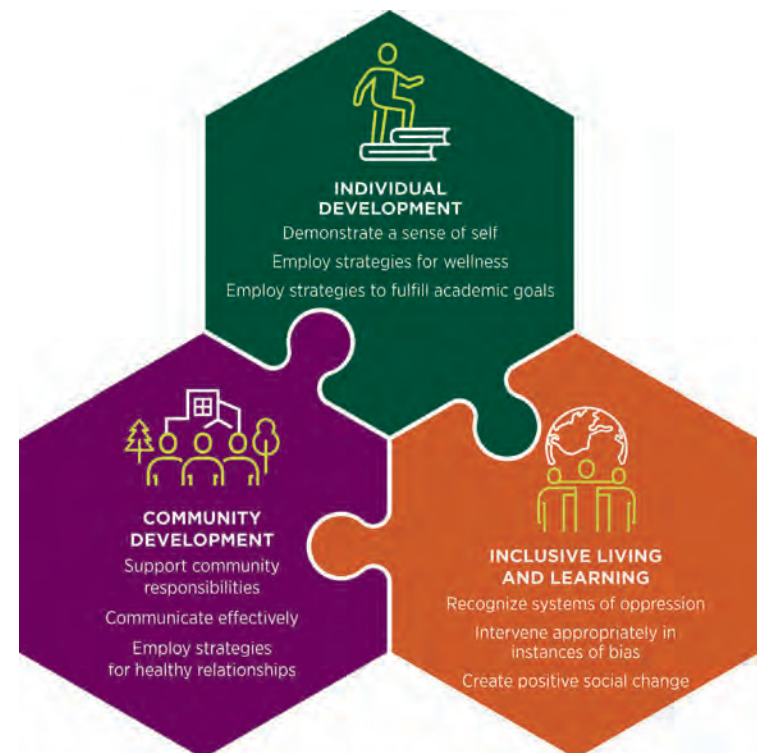 INDIVIDUAL
DEVELOPMENT
Demonstrate a sense of self
Employ strategies for wellness
Employ strategies to fulfill academic goals
COMMUNITY
DEVELOPMENT
Support community
responsibilities
Communicate effectively
Employ strategies
for healthy relationships
INCLUSIVE LIVING
AND LEARNING
Recognize systems of oppression
Intervene appropriately in
instances of bias
Create positive social change